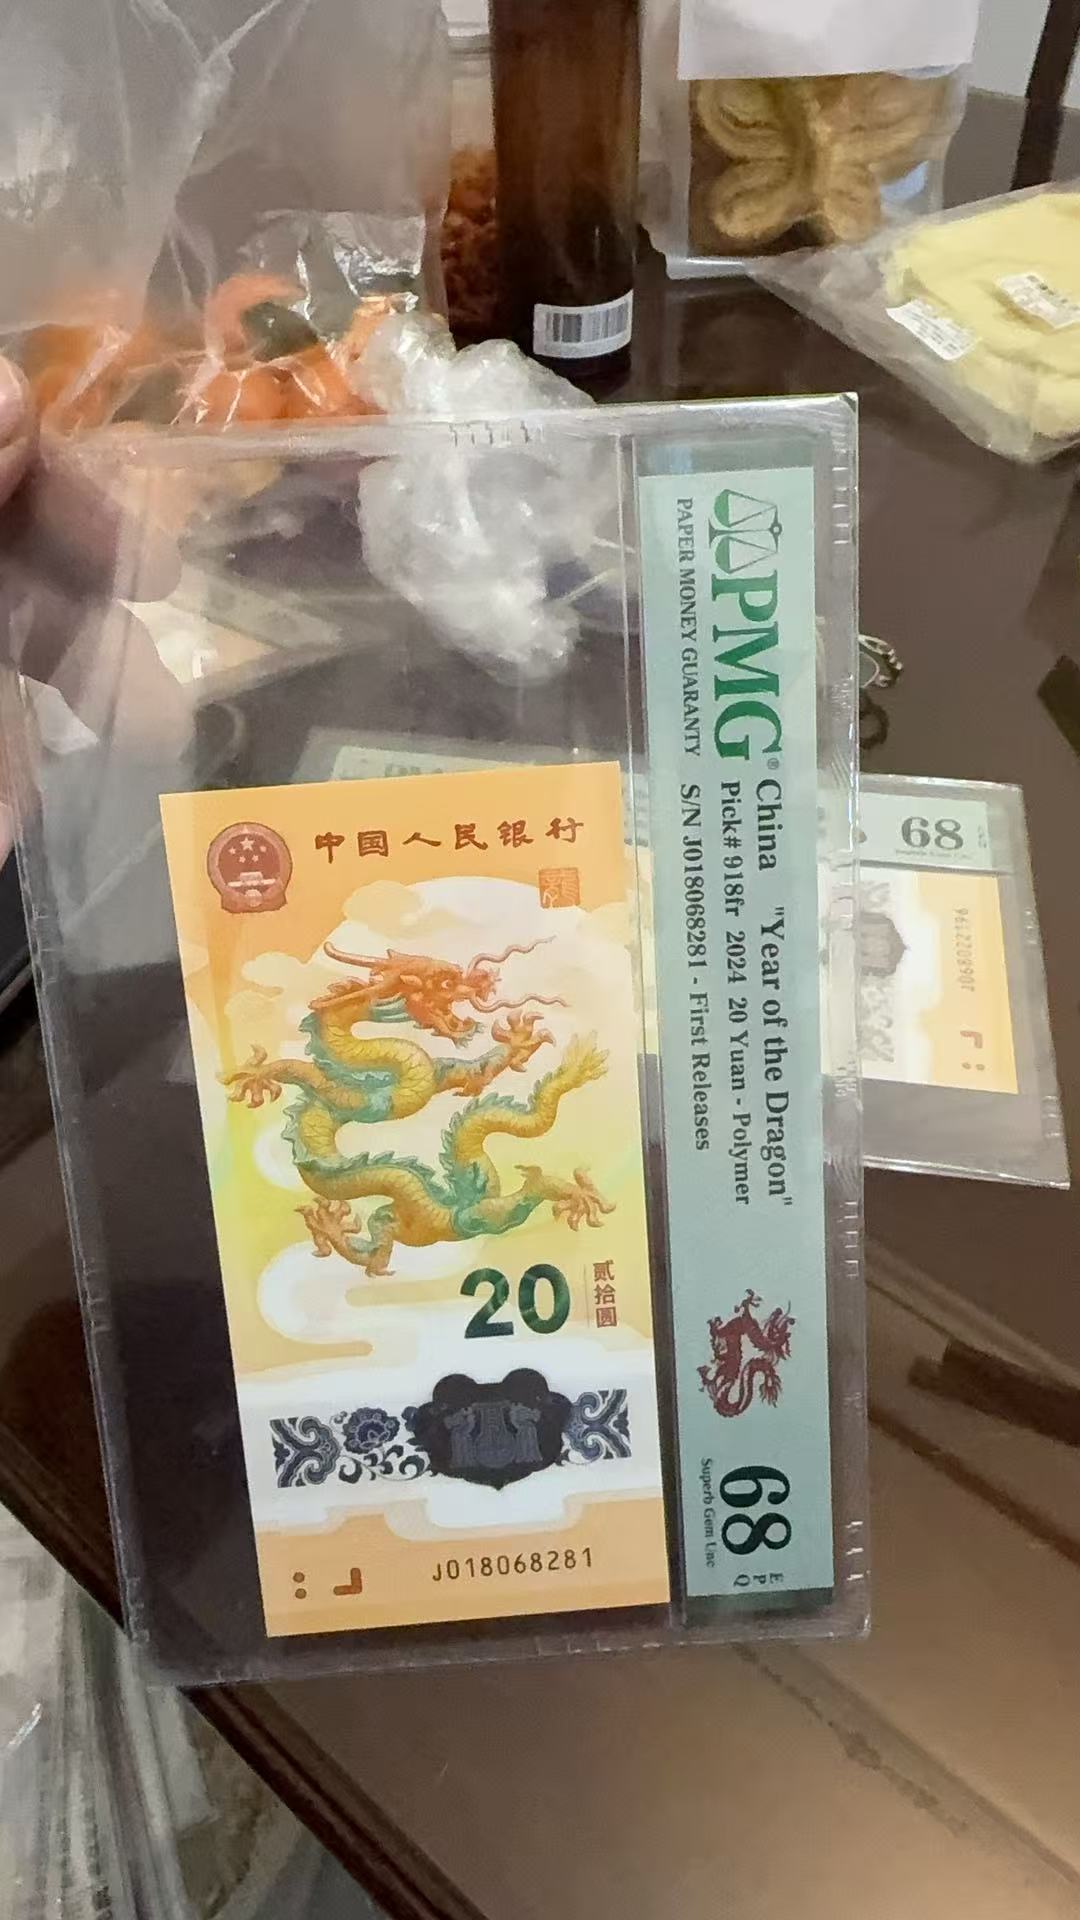 中国人民银行
龍
20
贰拾圆
J018068281
PMG®
PAPER MONEY GUARANTY
China "Year of the Dragon"
Pick# 918fr 2024 20 Yuan - Polymer
S/N J018068281 - First Releases
68
EPQ
Superb Gem Unc
68